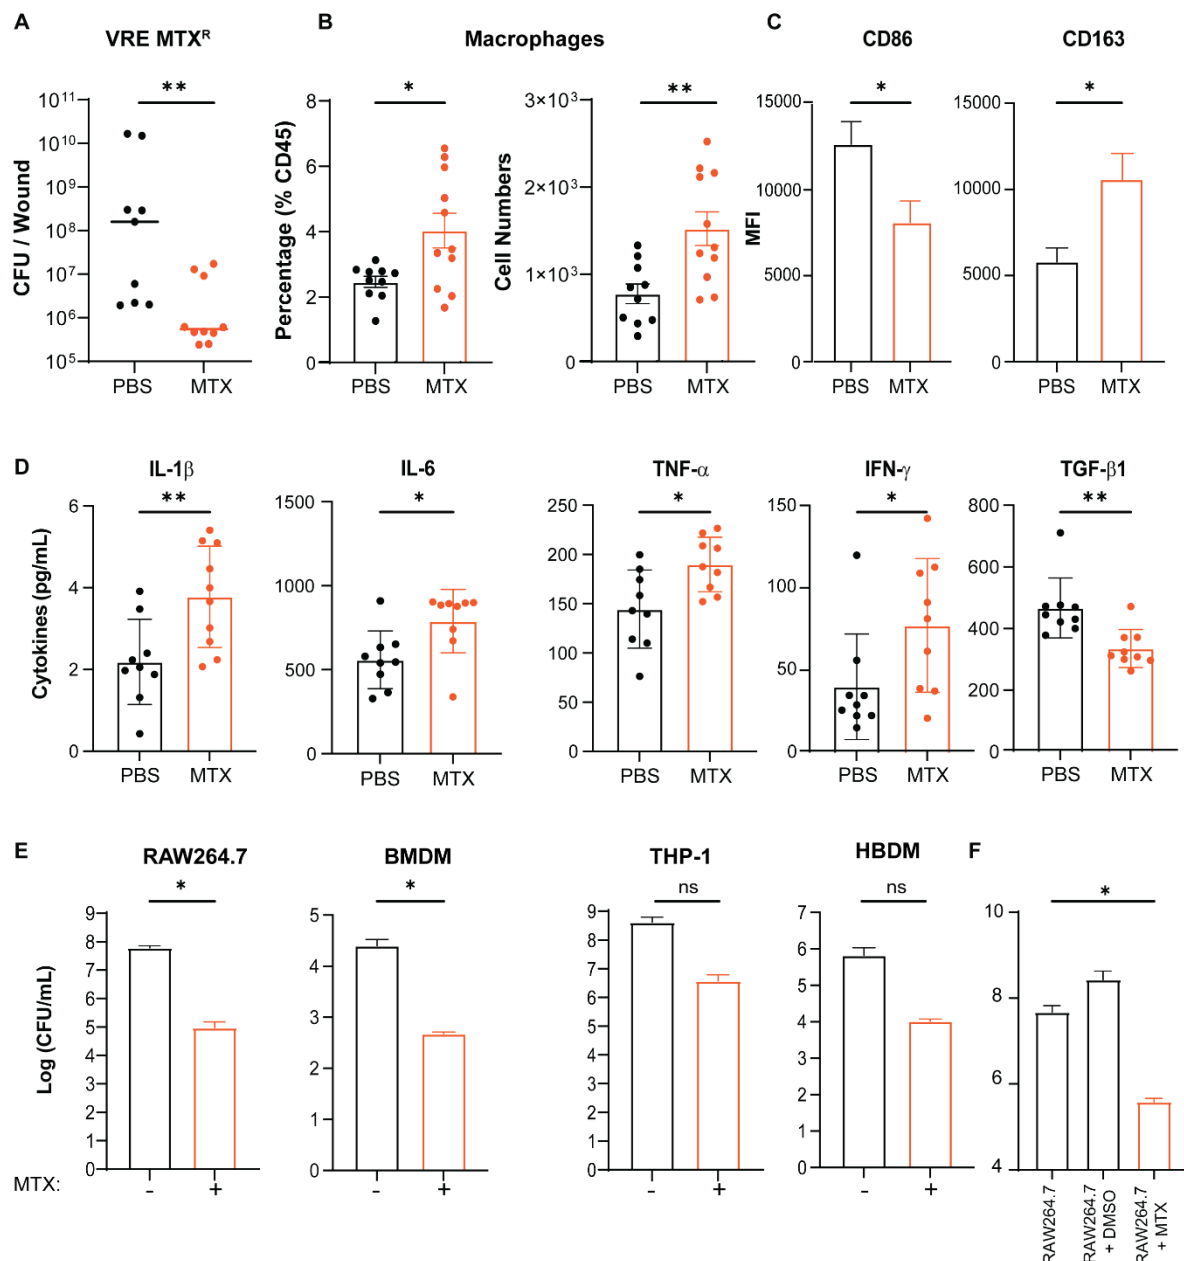 A
VRE MTXᴿ
**
CFU / Wound
10¹¹
10¹⁰
10⁹
10⁸
10⁷
10⁶
10⁵
PBS MTX
B
Macrophages
*
Percentage (% CD45)
8
6
4
2
0
PBS MTX
**
Cell Numbers
3×10³
2×10³
1×10³
0
PBS MTX
C
CD86
*
MFI
15000
10000
5000
0
PBS MTX
CD163
*
15000
10000
5000
0
PBS MTX
D
IL-1β
**
Cytokines (pg/mL)
6
4
2
0
PBS MTX
IL-6
*
1500
1000
500
0
PBS MTX
TNF-α
*
250
200
150
100
50
0
PBS MTX
IFN-γ
*
150
100
50
0
PBS MTX
TGF-β1
**
800
600
400
200
0
PBS MTX
E
RAW264.7
*
Log (CFU/mL)
9
8
7
6
5
4
3
2
1
0
MTX: - +
BMDM
*
5
4
3
2
1
0
- +
THP-1
ns
9
8
7
6
5
4
3
2
1
0
- +
HBDM
ns
7
6
5
4
3
2
1
0
- +
F
*
10
8
6
4
RAW264.7
RAW264.7
+ DMSO
RAW264.7
+ MTX